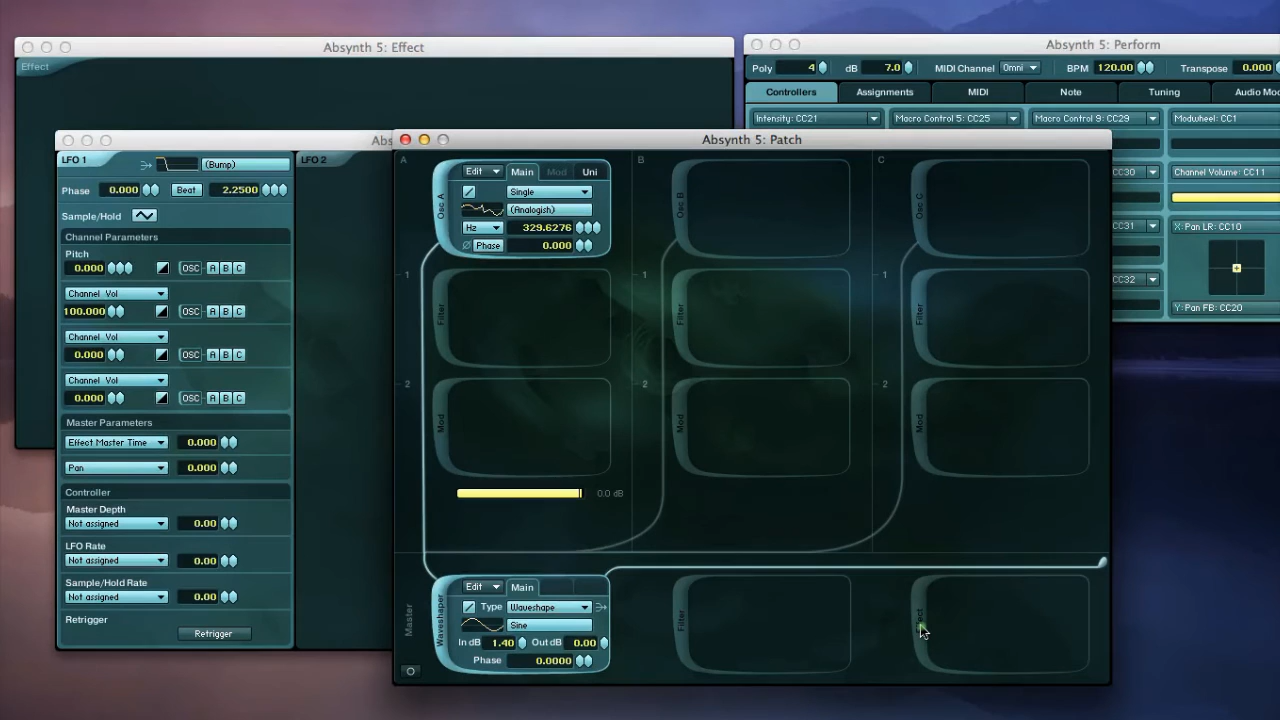 Absynth 5: Effect
Effect
Absynth 5: Perform
Poly 4 dB 7.0 MIDI Channel Omni BPM 120.00 Transpose 0.000
Controllers Assignments MIDI Note Tuning Audio Mod
Intensity: CC21 Macro Control 5: CC25 Macro Control 9: CC29 Modwheel: CC1
CC30 Channel Volume: CC11
CC31 X: Pan LR: CC10
CC32
Y: Pan FB: CC20
Abs
LFO 1 (Bump) LFO 2
Phase 0.000 Beat 2.2500
Sample/Hold
Channel Parameters
Pitch
0.000 OSC A B C
Channel Vol
100.000 OSC A B C
Channel Vol
0.000 OSC A B C
Channel Vol
0.000 OSC A B C
Master Parameters
Effect Master Time 0.000
Pan 0.000
Controller
Master Depth
Not assigned 0.00
LFO Rate
Not assigned 0.00
Sample/Hold Rate
Not assigned 0.00
Retrigger
Retrigger
Absynth 5: Patch
A B C
Osc A Edit Main Mod Uni
Single
(Analogish)
Hz 329.6276
Phase 0.000
Osc B
Osc C
1 Filter 1 Filter 1 Filter
2 Mod 2 Mod 2 Mod
0.0 dB
Master
Waveshaper Edit Main
Type Waveshape
Sine
In dB 1.40 Out dB 0.00
Phase 0.0000
Filter